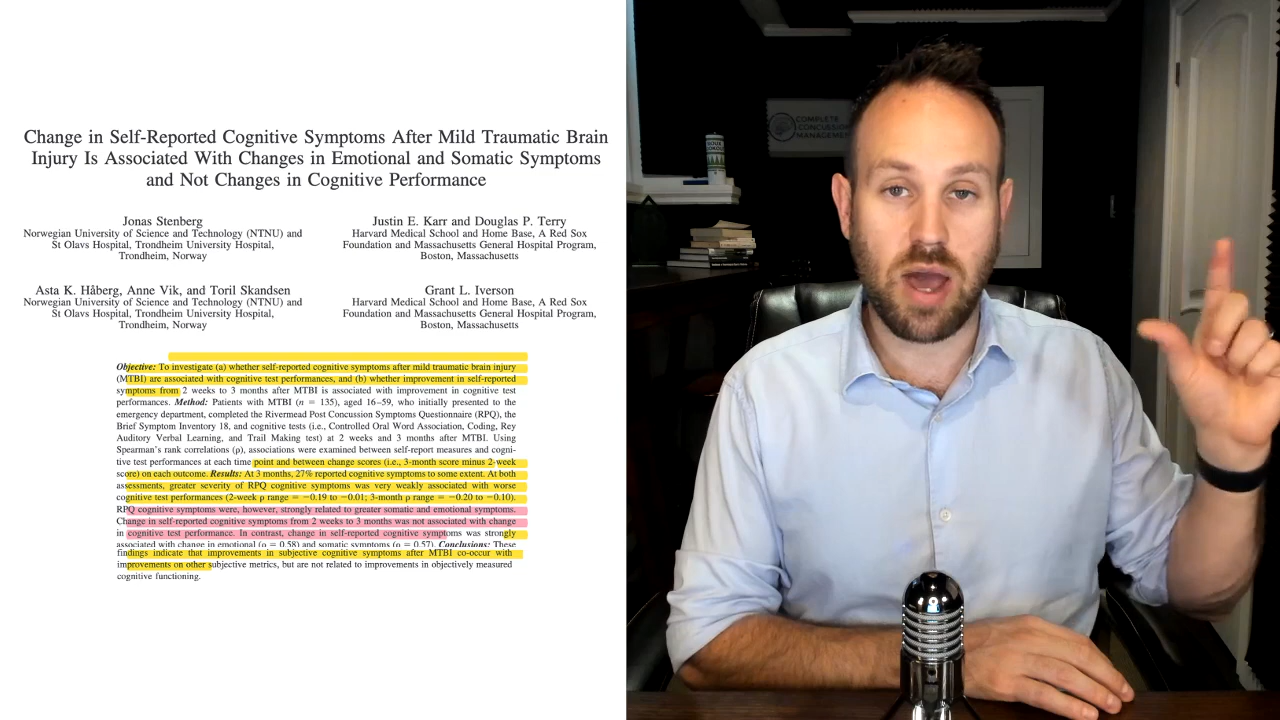 Change in Self-Reported Cognitive Symptoms After Mild Traumatic Brain
Injury Is Associated With Changes in Emotional and Somatic Symptoms
and Not Changes in Cognitive Performance
Jonas Stenberg
Norwegian University of Science and Technology (NTNU) and
St Olavs Hospital, Trondheim University Hospital,
Trondheim, Norway
Justin E. Karr and Douglas P. Terry
Harvard Medical School and Home Base, A Red Sox
Foundation and Massachusetts General Hospital Program,
Boston, Massachusetts
Asta K. Håberg, Anne Vik, and Toril Skandsen
Norwegian University of Science and Technology (NTNU) and
St Olavs Hospital, Trondheim University Hospital,
Trondheim, Norway
Grant L. Iverson
Harvard Medical School and Home Base, A Red Sox
Foundation and Massachusetts General Hospital Program,
Boston, Massachusetts
Objective: To investigate (a) whether self-reported cognitive symptoms after mild traumatic brain injury
(MTBI) are associated with cognitive test performances, and (b) whether improvement in self-reported
symptoms from 2 weeks to 3 months after MTBI is associated with improvement in cognitive test
performances. Method: Patients with MTBI (n = 135), aged 16–59, who initially presented to the
emergency department, completed the Rivermead Post Concussion Symptoms Questionnaire (RPQ), the
Brief Symptom Inventory 18, and cognitive tests (i.e., Controlled Oral Word Association, Coding, Rey
Auditory Verbal Learning, and Trail Making test) at 2 weeks and 3 months after MTBI. Using
Spearman's rank correlations (ρ), associations were examined between self-report measures and cogni-
tive test performances at each time point and between change scores (i.e., 3-month score minus 2-week
score) on each outcome. Results: At 3 months, 27% reported cognitive symptoms to some extent. At both
assessments, greater severity of RPQ cognitive symptoms was very weakly associated with worse
cognitive test performances (2-week ρ range = −0.19 to −0.01; 3-month ρ range = −0.20 to −0.10).
RPQ cognitive symptoms were, however, strongly related to greater somatic and emotional symptoms.
Change in self-reported cognitive symptoms from 2 weeks to 3 months was not associated with change
in cognitive test performance. In contrast, change in self-reported cognitive symptoms was strongly
associated with change in emotional (ρ = 0.58) and somatic symptoms (ρ = 0.57). Conclusions: These
findings indicate that improvements in subjective cognitive symptoms after MTBI co-occur with
improvements on other subjective metrics, but are not related to improvements in objectively measured
cognitive functioning.
COMPLETE
CONCUSSION
MANAGEMENT